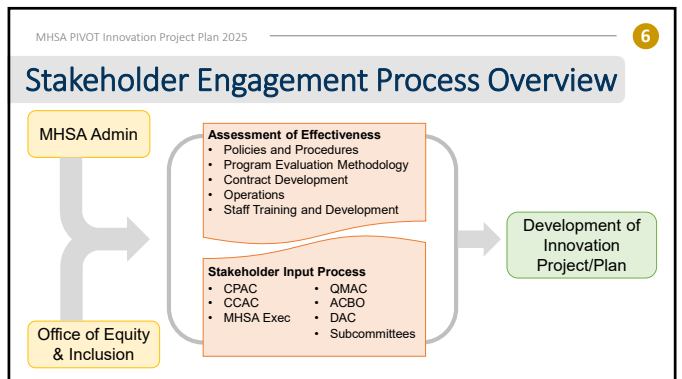 MHSA PIVOT Innovation Project Plan 2025
6
Stakeholder Engagement Process Overview
MHSA Admin
Office of Equity
& Inclusion
Assessment of Effectiveness
• Policies and Procedures
• Program Evaluation Methodology
• Contract Development
• Operations
• Staff Training and Development
Stakeholder Input Process
• CPAC
• CCAC
• MHSA Exec
• QMAC
• ACBO
• DAC
• Subcommittees
Development of
Innovation
Project/Plan